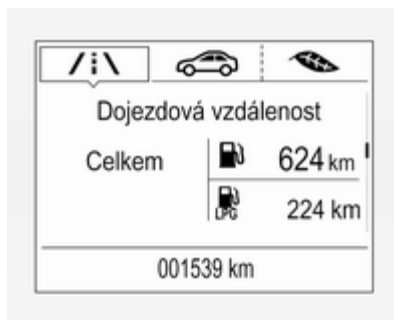 Dojezdová vzdálenost
Celkem
624 km
LPG
224 km
001539 km